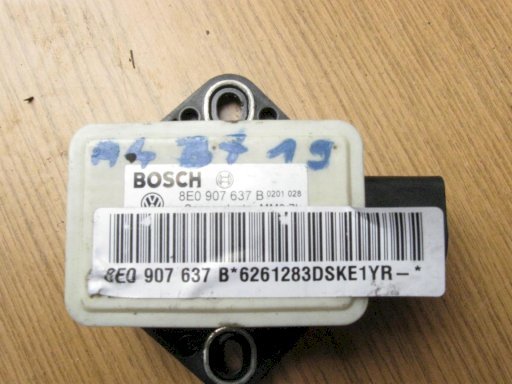 A4 B7 19
BOSCH
8E0 907 637 B 0201 028
8E0 907 637 B*6261283DSKE1YR-*